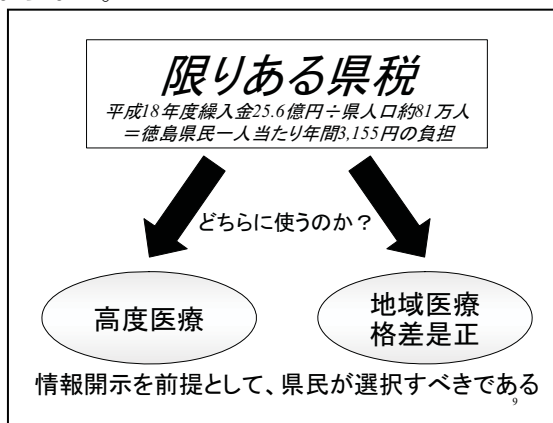 限りある県税
平成18年度繰入金25.6億円÷県人口約81万人
＝徳島県民一人当たり年間3,155円の負担
どちらに使うのか？
高度医療
地域医療
格差是正
情報開示を前提として、県民が選択すべきである
9